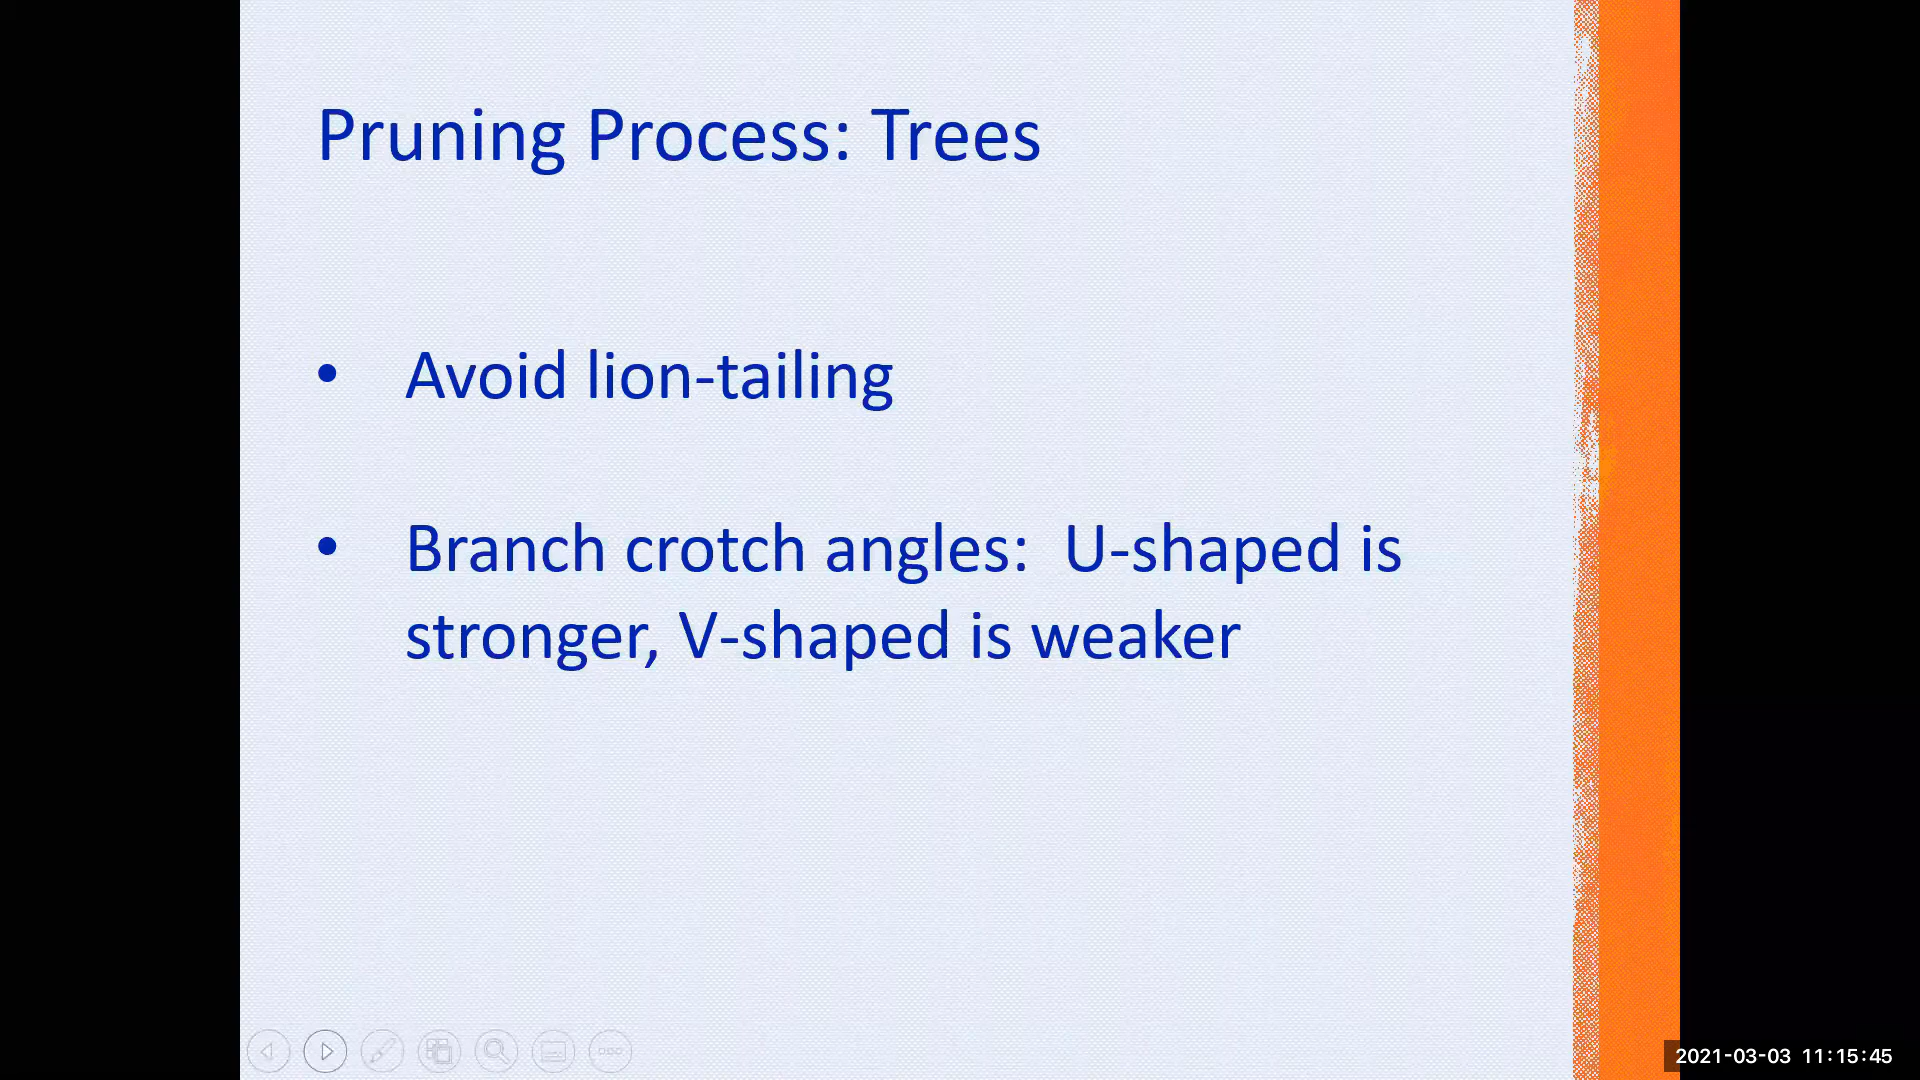 Pruning Process: Trees
• Avoid lion-tailing
• Branch crotch angles:  U-shaped is
stronger, V-shaped is weaker
2021-03-03 11:15:45